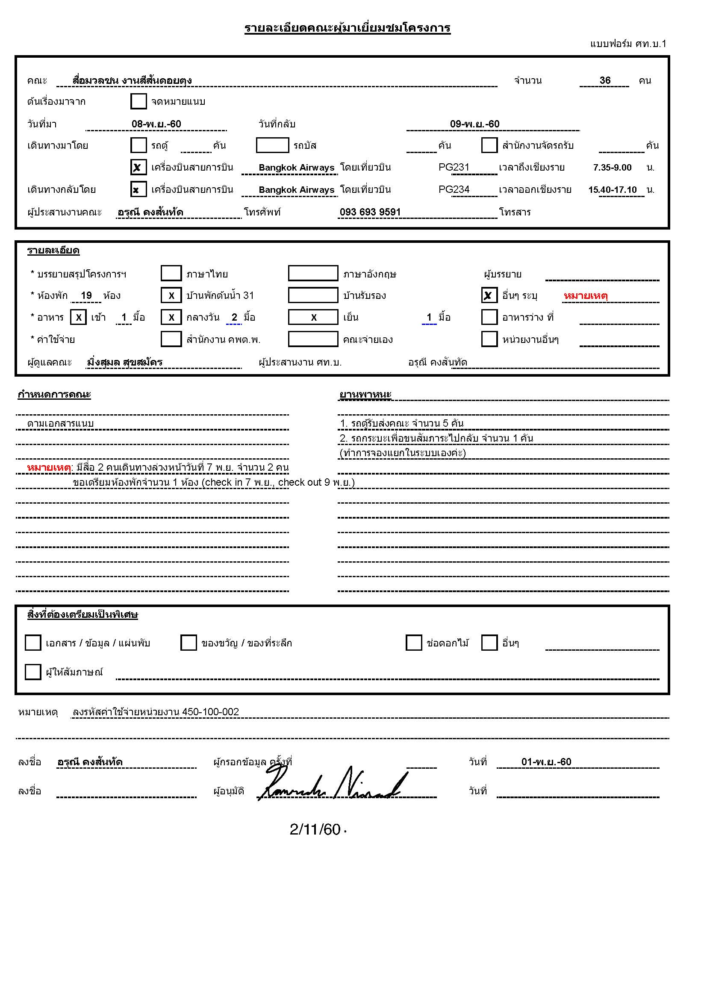 รายละเอียดคณะผู้มาเยี่ยมชมโครงการ
แบบฟอร์ม ศท.บ.1
คณะ สื่อมวลชน งานสีสันดอยตุง จำนวน 36 คน
ต้นเรื่องมาจาก จดหมายแนบ
วันที่มา 08-พ.ย.-60 วันที่กลับ 09-พ.ย.-60
เดินทางมาโดย รถตู้ คัน รถบัส คัน สำนักงานจัดรถรับ คัน
x เครื่องบินสายการบิน Bangkok Airways โดยเที่ยวบิน PG231 เวลาถึงเชียงราย 7.35-9.00 น.
เดินทางกลับโดย x เครื่องบินสายการบิน Bangkok Airways โดยเที่ยวบิน PG234 เวลาออกเชียงราย 15.40-17.10 น.
ผู้ประสานงานคณะ อรุณี คงสันทัด โทรศัพท์ 093 693 9591 โทรสาร
รายละเอียด
* บรรยายสรุปโครงการฯ ภาษาไทย ภาษาอังกฤษ ผู้บรรยาย
* ห้องพัก 19 ห้อง X บ้านพักต้นน้ำ 31 บ้านรับรอง x อื่นๆ ระบุ หมายเหตุ
* อาหาร X เช้า 1 มื้อ X กลางวัน 2 มื้อ X เย็น 1 มื้อ อาหารว่าง ที่
* ค่าใช้จ่าย สำนักงาน คพต.พ. คณะจ่ายเอง หน่วยงานอื่นๆ
ผู้ดูแลคณะ มิ่งสุมล สุขสมัคร ผู้ประสานงาน ศท.บ. อรุณี คงสันทัด
กำหนดการคณะ ยานพาหนะ
ตามเอกสารแนบ 1. รถตู้รับส่งคณะ จำนวน 5 คัน
2. รถกระบะเพื่อขนสัมภาระไปกลับ จำนวน 1 คัน
(ทำการจองแยกในระบบเองค่ะ)
หมายเหตุ: มีสื่อ 2 คนเดินทางล่วงหน้าวันที่ 7 พ.ย. จำนวน 2 คน
ขอเตรียมห้องพักจำนวน 1 ห้อง (check in 7 พ.ย., check out 9 พ.ย.)
สิ่งที่ต้องเตรียมเป็นพิเศษ
เอกสาร / ข้อมูล / แผ่นพับ ของขวัญ / ของที่ระลึก ช่อดอกไม้ อื่นๆ
ผู้ให้สัมภาษณ์
หมายเหตุ ลงรหัสค่าใช้จ่ายหน่วยงาน 450-100-002
ลงชื่อ อรุณี คงสันทัด ผู้กรอกข้อมูล ครั้งที่ วันที่ 01-พ.ย.-60
ลงชื่อ ผู้อนุมัติ วันที่
2/11/60.